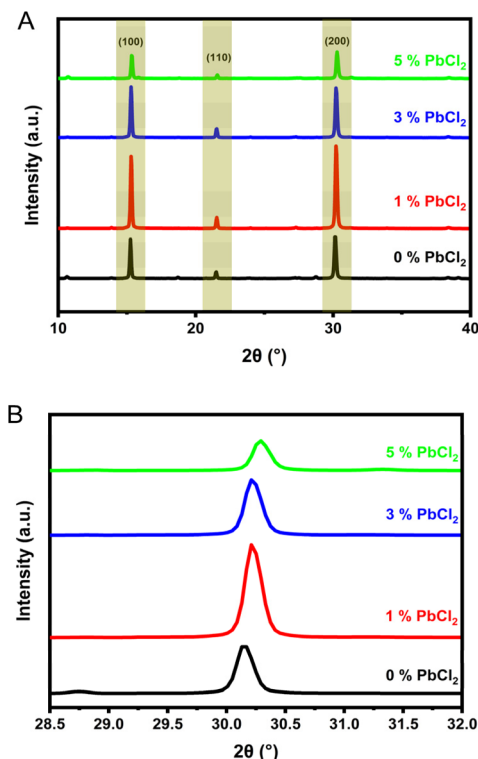 A
(100)
(110)
(200)
5 % PbCl₂
3 % PbCl₂
1 % PbCl₂
0 % PbCl₂
Intensity (a.u.)
10
20
30
40
2θ (°)
B
5 % PbCl₂
3 % PbCl₂
1 % PbCl₂
0 % PbCl₂
Intensity (a.u.)
28.5
29.0
29.5
30.0
30.5
31.0
31.5
32.0
2θ (°)